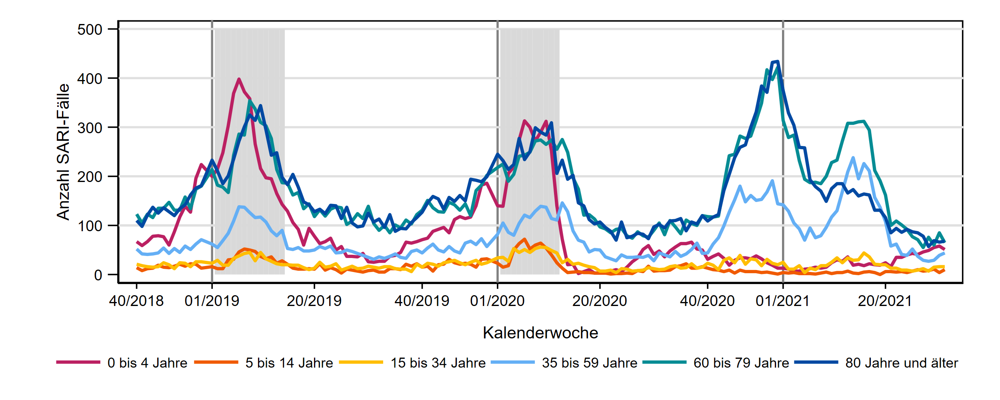 500
400
300
200
100
0
Anzahl SARI-Fälle
40/2018 01/2019 20/2019 40/2019 01/2020 20/2020 40/2020 01/2021 20/2021
Kalenderwoche
0 bis 4 Jahre 5 bis 14 Jahre 15 bis 34 Jahre 35 bis 59 Jahre 60 bis 79 Jahre 80 Jahre und älter